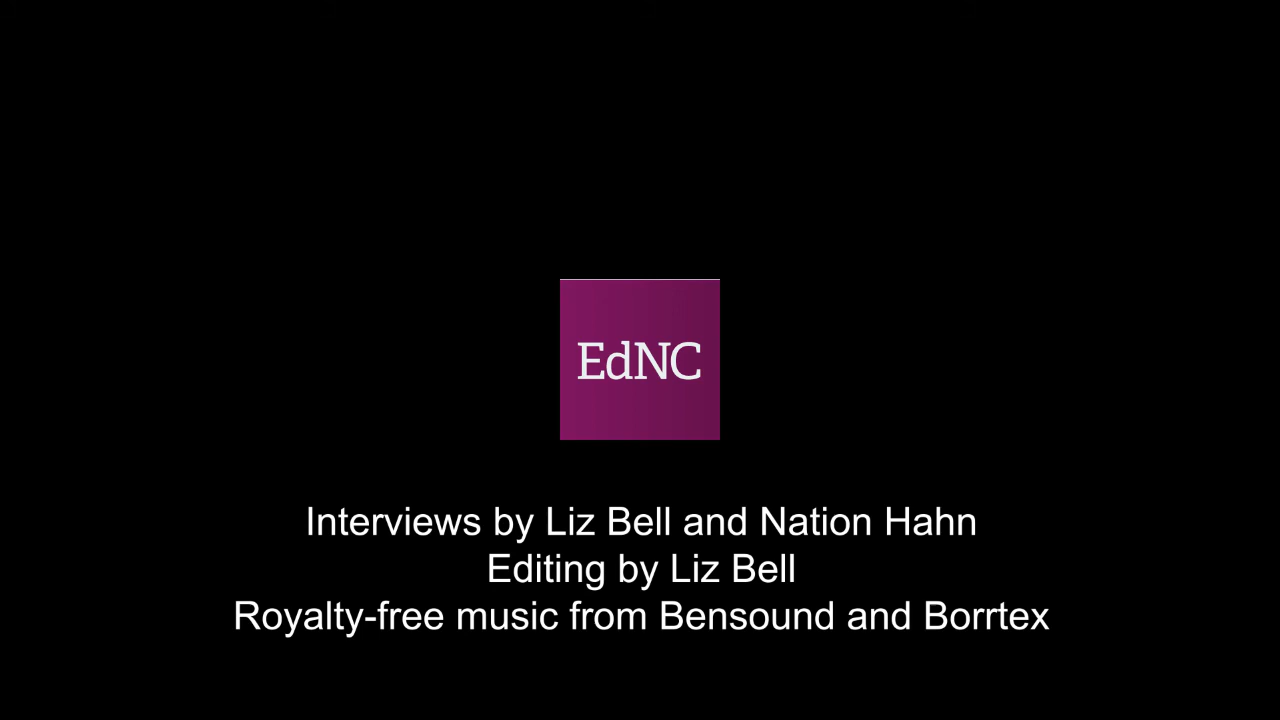 EdNC
Interviews by Liz Bell and Nation Hahn
Editing by Liz Bell
Royalty-free music from Bensound and Borrtex